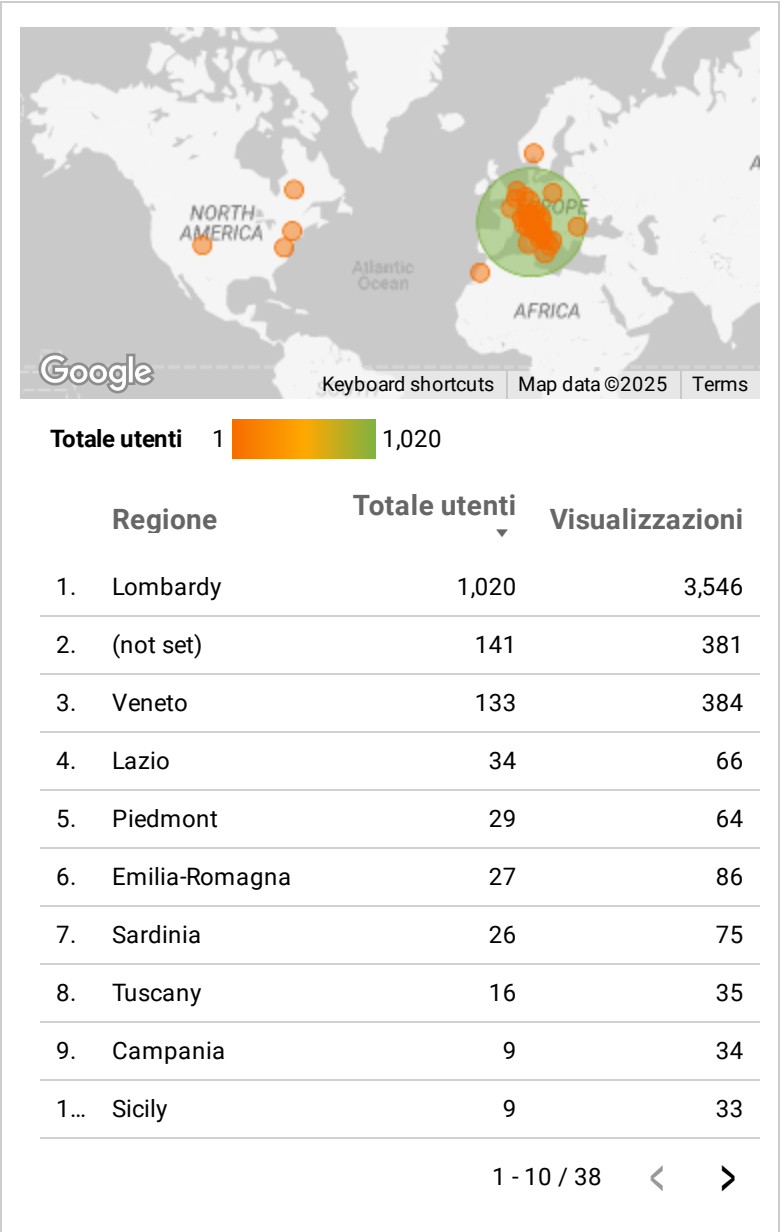 NORTH
AMERICA
Atlantic
Ocean
AFRICA
Google
Keyboard shortcuts
Map data ©2025
Terms
Totale utenti 1 1,020
Regione Totale utenti Visualizzazioni
1. Lombardy 1,020 3,546
2. (not set) 141 381
3. Veneto 133 384
4. Lazio 34 66
5. Piedmont 29 64
6. Emilia-Romagna 27 86
7. Sardinia 26 75
8. Tuscany 16 35
9. Campania 9 34
1… Sicily 9 33
1 - 10 / 38